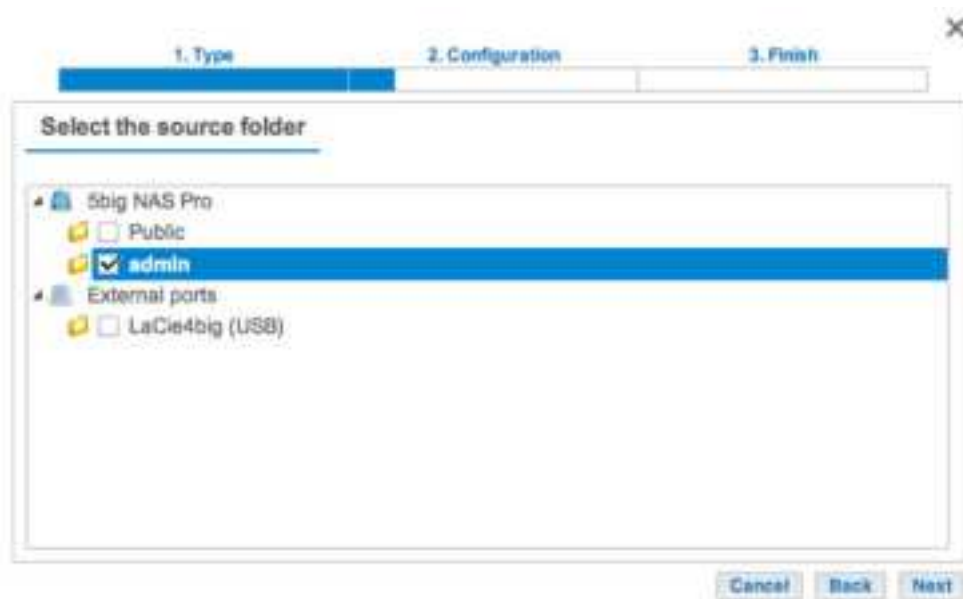 1. Type 2. Configuration 3. Finish
Select the source folder
5big NAS Pro
Public
admin
External ports
LaCie4big (USB)
Cancel Back Next